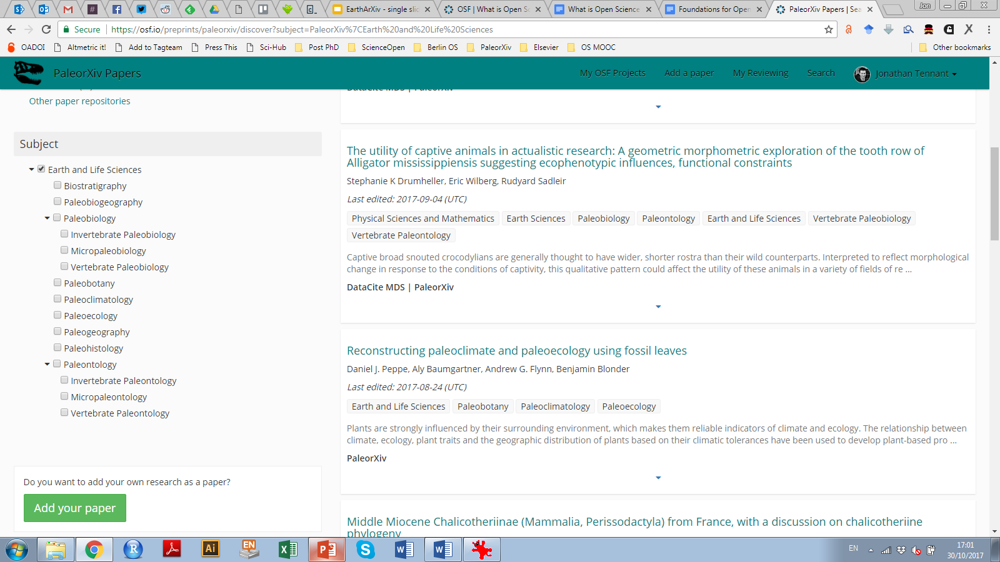 EarthArXiv - single slid
OSF | What is Open Sc
What is Open Science
Foundations for Open
PaleorXiv Papers | Sea
Jon
Secure
https://osf.io/preprints/paleorxiv/discover?subject=PaleorXiv%7CEarth%20and%20Life%20Sciences
OADOI
Altmetric it!
Add to Tagteam
Press This
Sci-Hub
Post PhD
ScienceOpen
Berlin OS
PaleorXiv
Elsevier
OS MOOC
Other bookmarks
PaleorXiv Papers
My OSF Projects
Add a paper
My Reviewing
Search
Jonathan Tennant
Other paper repositories
Subject
Earth and Life Sciences
Biostratigraphy
Paleobiogeography
Paleobiology
Invertebrate Paleobiology
Micropaleobiology
Vertebrate Paleobiology
Paleobotany
Paleoclimatology
Paleoecology
Paleogeography
Paleohistology
Paleontology
Invertebrate Paleontology
Micropaleontology
Vertebrate Paleontology
Do you want to add your own research as a paper?
Add your paper
DataCite MDS | PaleorXiv
The utility of captive animals in actualistic research: A geometric morphometric exploration of the tooth row of
Alligator mississippiensis suggesting ecophenotypic influences, functional constraints
Stephanie K Drumheller, Eric Wilberg, Rudyard Sadleir
Last edited: 2017-09-04 (UTC)
Physical Sciences and Mathematics Earth Sciences Paleobiology Paleontology Earth and Life Sciences Vertebrate Paleobiology
Vertebrate Paleontology
Captive broad snouted crocodylians are generally thought to have wider, shorter rostra than their wild counterparts. Interpreted to reflect morphological
change in response to the conditions of captivity, this qualitative pattern could affect the utility of these animals in a variety of fields of re ...
DataCite MDS | PaleorXiv
Reconstructing paleoclimate and paleoecology using fossil leaves
Daniel J. Peppe, Aly Baumgartner, Andrew G. Flynn, Benjamin Blonder
Last edited: 2017-08-24 (UTC)
Earth and Life Sciences Paleobotany Paleoclimatology Paleoecology
Plants are strongly influenced by their surrounding environment, which makes them reliable indicators of climate and ecology. The relationship between
climate, ecology, plant traits and the geographic distribution of plants based on their climatic tolerances have been used to develop plant-based pro ...
PaleorXiv
Middle Miocene Chalicotheriinae (Mammalia, Perissodactyla) from France, with a discussion on chalicotheriine
phylogeny
EN
EN
17:01
30/10/2017